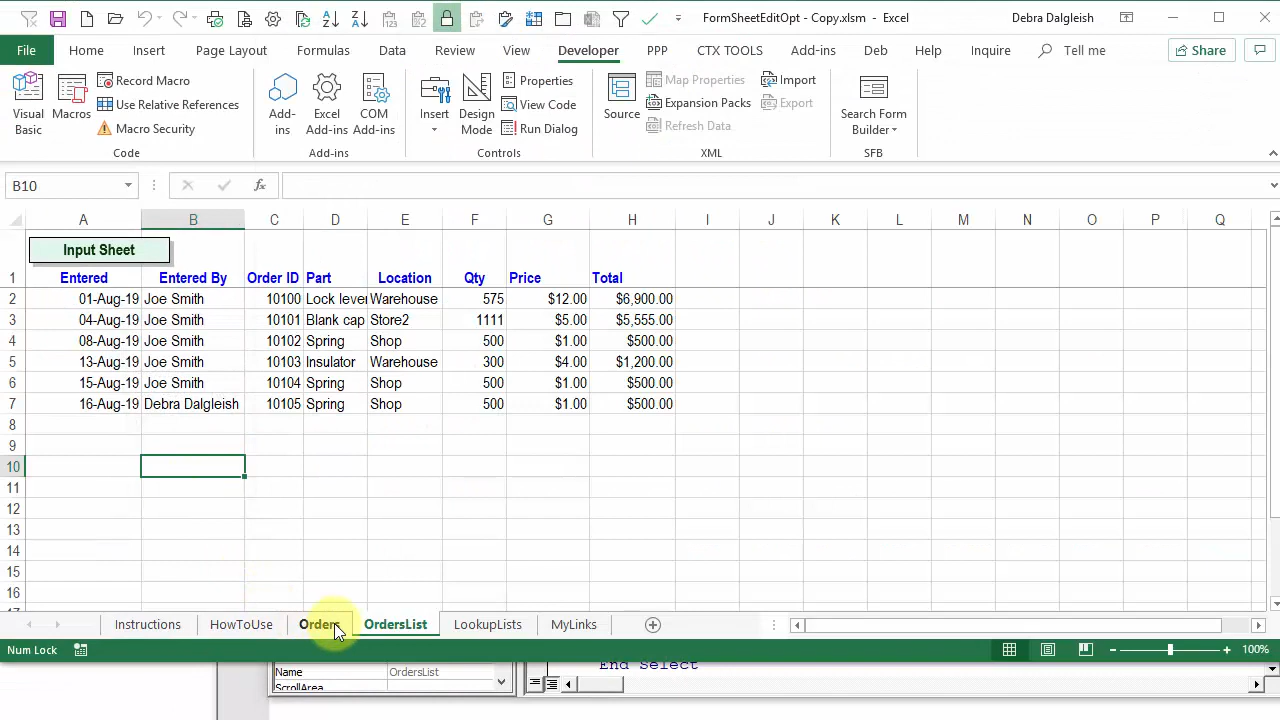 FormSheetEditOpt - Copy.xlsm - Excel
Debra Dalgleish
File Home Insert Page Layout Formulas Data Review View Developer PPP CTX TOOLS Add-ins Deb Help Inquire Tell me Share
Visual Basic
Macros
Record Macro
Use Relative References
Macro Security
Code
Add-ins
Excel Add-ins
COM Add-ins
Add-ins
Insert
Design Mode
Properties
View Code
Run Dialog
Controls
Source
Map Properties
Expansion Packs
Refresh Data
Import
Export
XML
Search Form Builder
SFB
B10 fx
A B C D E F G H I J K L M N O P Q
Input Sheet
1 Entered Entered By Order ID Part Location Qty Price Total
2 01-Aug-19 Joe Smith 10100 Lock lever Warehouse 575 $12.00 $6,900.00
3 04-Aug-19 Joe Smith 10101 Blank cap Store2 1111 $5.00 $5,555.00
4 08-Aug-19 Joe Smith 10102 Spring Shop 500 $1.00 $500.00
5 13-Aug-19 Joe Smith 10103 Insulator Warehouse 300 $4.00 $1,200.00
6 15-Aug-19 Joe Smith 10104 Spring Shop 500 $1.00 $500.00
7 16-Aug-19 Debra Dalgleish 10105 Spring Shop 500 $1.00 $500.00
8
9
10
11
12
13
14
15
16
Instructions HowToUse Orders OrdersList LookupLists MyLinks
Num Lock 100%
Name OrdersList
ScrollArea
End Select